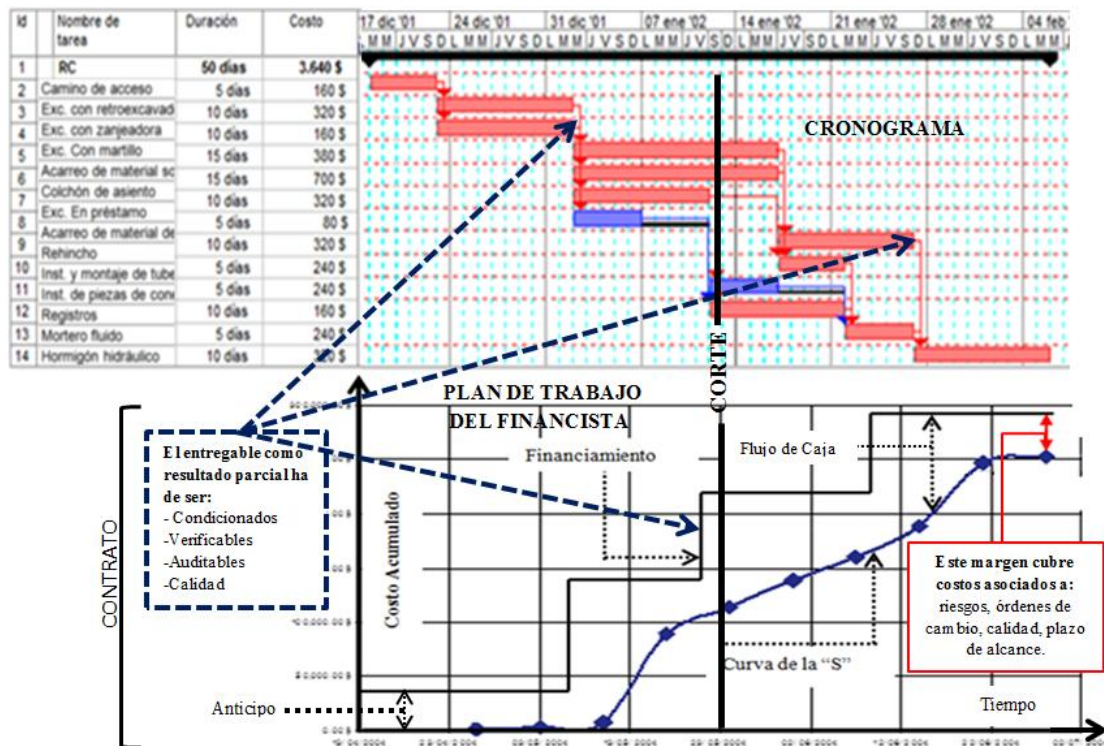 Id Nombre de tarea Duración Costo
17 dic '01 24 dic '01 31 dic '01 07 ene '02 14 ene '02 21 ene '02 28 ene '02 04 feb
1 RC 50 días 3.640 $
2 Camino de acceso 5 días 160 $
3 Exc. con retroexcavad 10 días 320 $
4 Exc. con zanjeadora 10 días 160 $
5 Exc. Con martillo 15 días 380 $
6 Acarreo de material so 15 días 700 $
7 Colchón de asiento 10 días 320 $
8 Exc. En préstamo 5 días 80 $
9 Acarreo de material de 10 días 320 $
10 Rehincho 5 días 240 $
11 Inst. y montaje de tube 5 días 240 $
12 Inst. de piezas de cone 10 días 160 $
13 Registros 5 días 240 $
Mortero fluido
14 Hormigón hidráulico 10 días 320 $
CRONOGRAMA
CORTE
PLAN DE TRABAJO
DEL FINANCISTA
CONTRATO
El entregable como
resultado parcial ha
de ser:
- Condicionados
-Verificables
-Auditables
-Calidad
Costo Acumulado
Financiamiento
Flujo de Caja
Este margen cubre
costos asociados a:
riesgos, órdenes de
cambio, calidad, plazo
de alcance.
Curva de la “S”
Anticipo
Tiempo